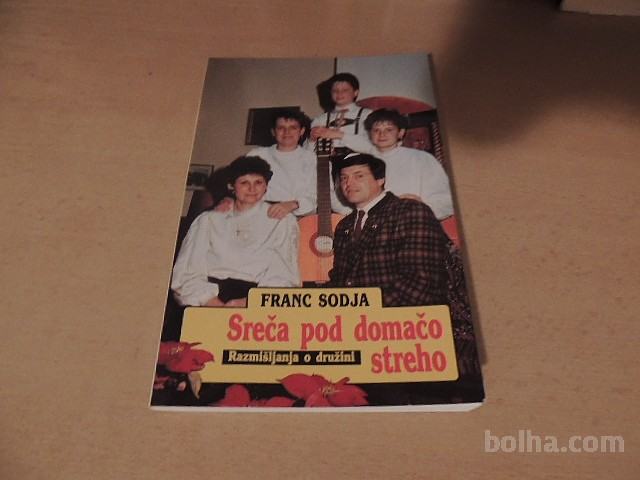 FRANC SODJA
Sreča pod domačo
Razmišljanja o družini
streho
bolha.com